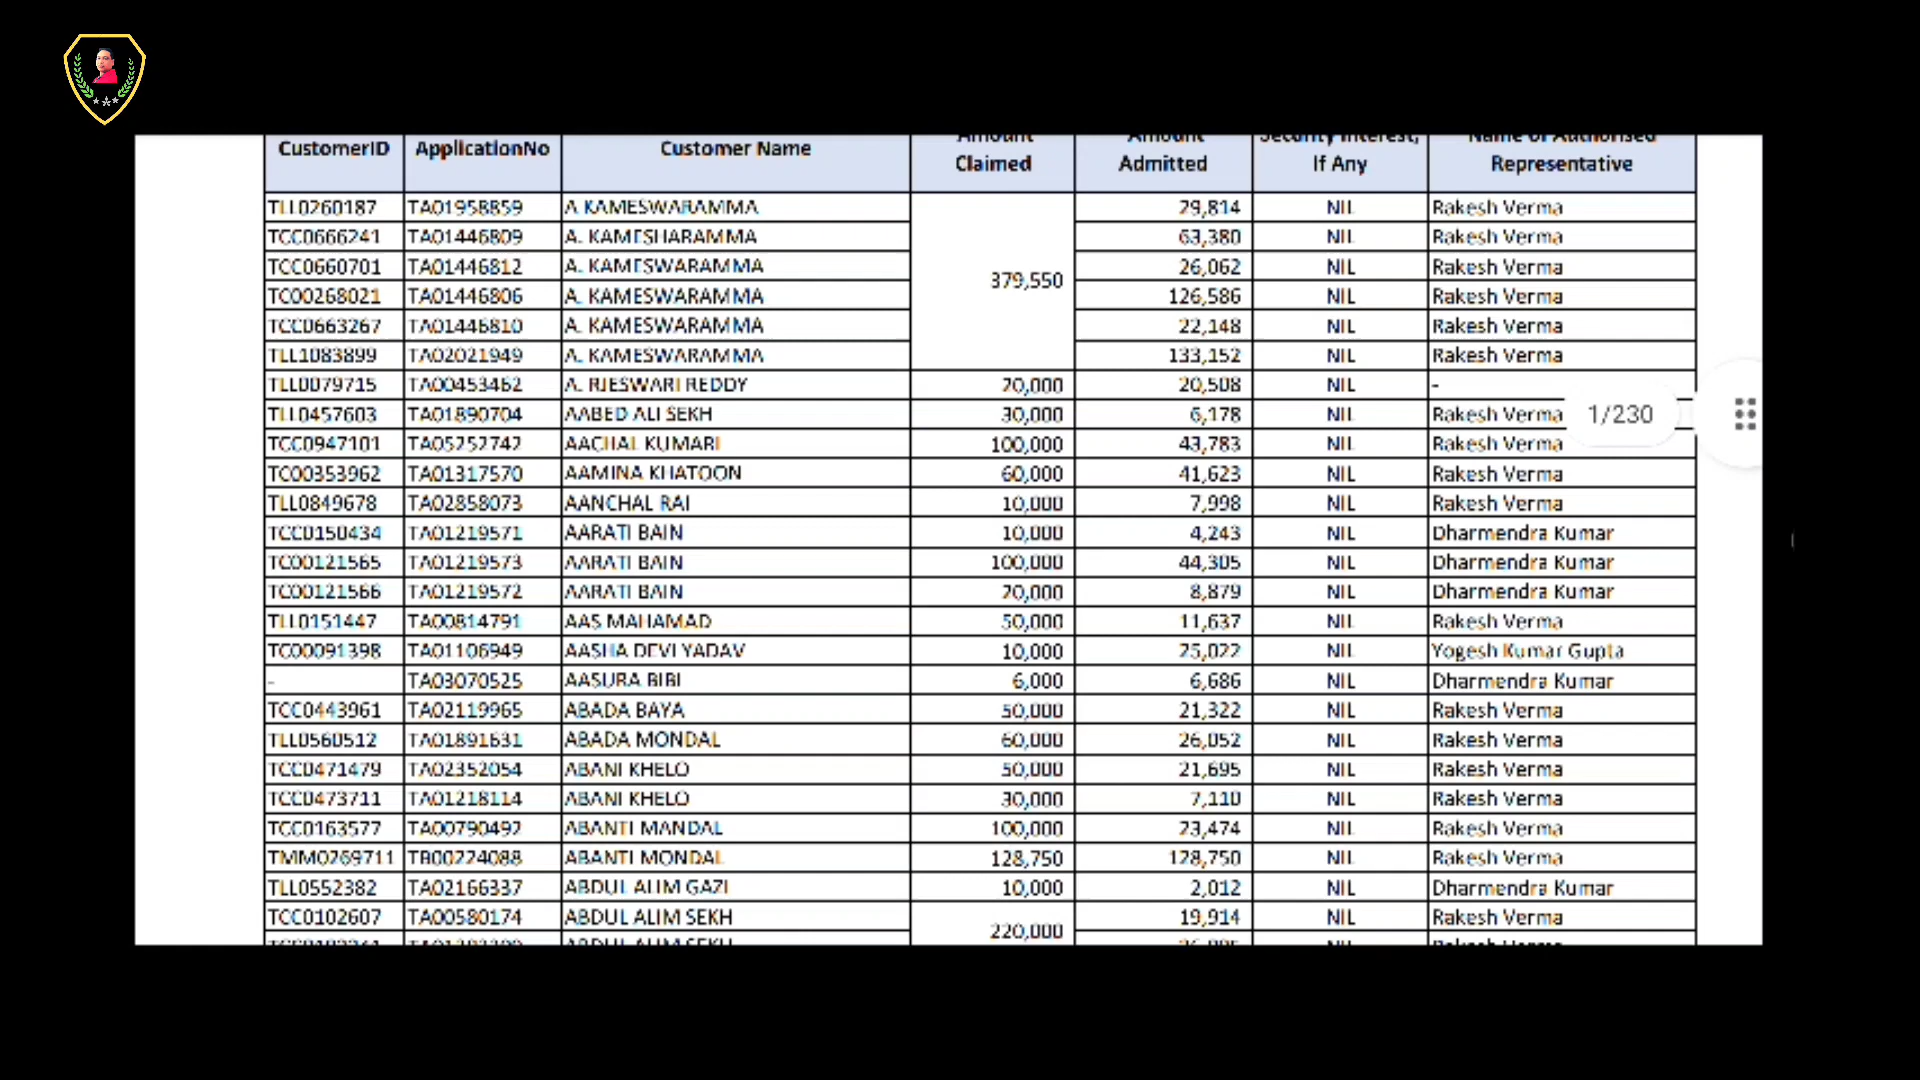 CustomerID ApplicationNo Customer Name Amount Claimed Amount Admitted Security Interest, If Any Name of Authorised Representative
TLL0260187 TA01958859 A KAMESWARAMMA 29,814 NIL Rakesh Verma
TCC0666241 TA01446809 A. KAMESHARAMMA 63,380 NIL Rakesh Verma
TCC0660701 TA01446812 A. KAMESWARAMMA 26,062 NIL Rakesh Verma
379,550
TC00268021 TA01446806 A. KAMESWARAMMA 126,586 NIL Rakesh Verma
TCC0663267 TA01446810 A. KAMESWARAMMA 22,148 NIL Rakesh Verma
TLL1083899 TA02021949 A. KAMESWARAMMA 133,152 NIL Rakesh Verma
TLL0079715 TA00453462 A. RJESWARI REDDY 20,000 20,508 NIL -
TLL0457603 TA01890704 AABED ALI SEKH 30,000 6,178 NIL Rakesh Verma 1/230
TCC0947101 TA05252742 AACHAL KUMARI 100,000 43,783 NIL Rakesh Verma
TC00353962 TA01317570 AAMINA KHATOON 60,000 41,623 NIL Rakesh Verma
TLL0849678 TA02858073 AANCHAL RAI 10,000 7,998 NIL Rakesh Verma
TCC0150434 TA01219571 AARATI BAIN 10,000 4,243 NIL Dharmendra Kumar
TC00121565 TA01219573 AARATI BAIN 100,000 44,305 NIL Dharmendra Kumar
TC00121566 TA01219572 AARATI BAIN 20,000 8,879 NIL Dharmendra Kumar
TLL0151447 TA00814791 AAS MAHAMAD 50,000 11,637 NIL Rakesh Verma
TC00091398 TA01106949 AASHA DEVI YADAV 10,000 25,022 NIL Yogesh Kumar Gupta
- TA03070525 AASURA BIBI 6,000 6,686 NIL Dharmendra Kumar
TCC0443961 TA02119965 ABADA BAYA 50,000 21,322 NIL Rakesh Verma
TLL0560512 TA01891631 ABADA MONDAL 60,000 26,052 NIL Rakesh Verma
TCC0471479 TA02352054 ABANI KHELO 50,000 21,695 NIL Rakesh Verma
TCC0473711 TA01218114 ABANI KHELO 30,000 7,110 NIL Rakesh Verma
TCC0163577 TA00790492 ABANTI MANDAL 100,000 23,474 NIL Rakesh Verma
TMM0269711 TB00224088 ABANTI MONDAL 128,750 128,750 NIL Rakesh Verma
TLL0552382 TA02166337 ABDUL ALIM GAZI 10,000 2,012 NIL Dharmendra Kumar
TCC0102607 TA00580174 ABDUL ALIM SEKH 19,914 NIL Rakesh Verma
220,000
ABDUL ALIM SEKH NIL Rakesh Verma